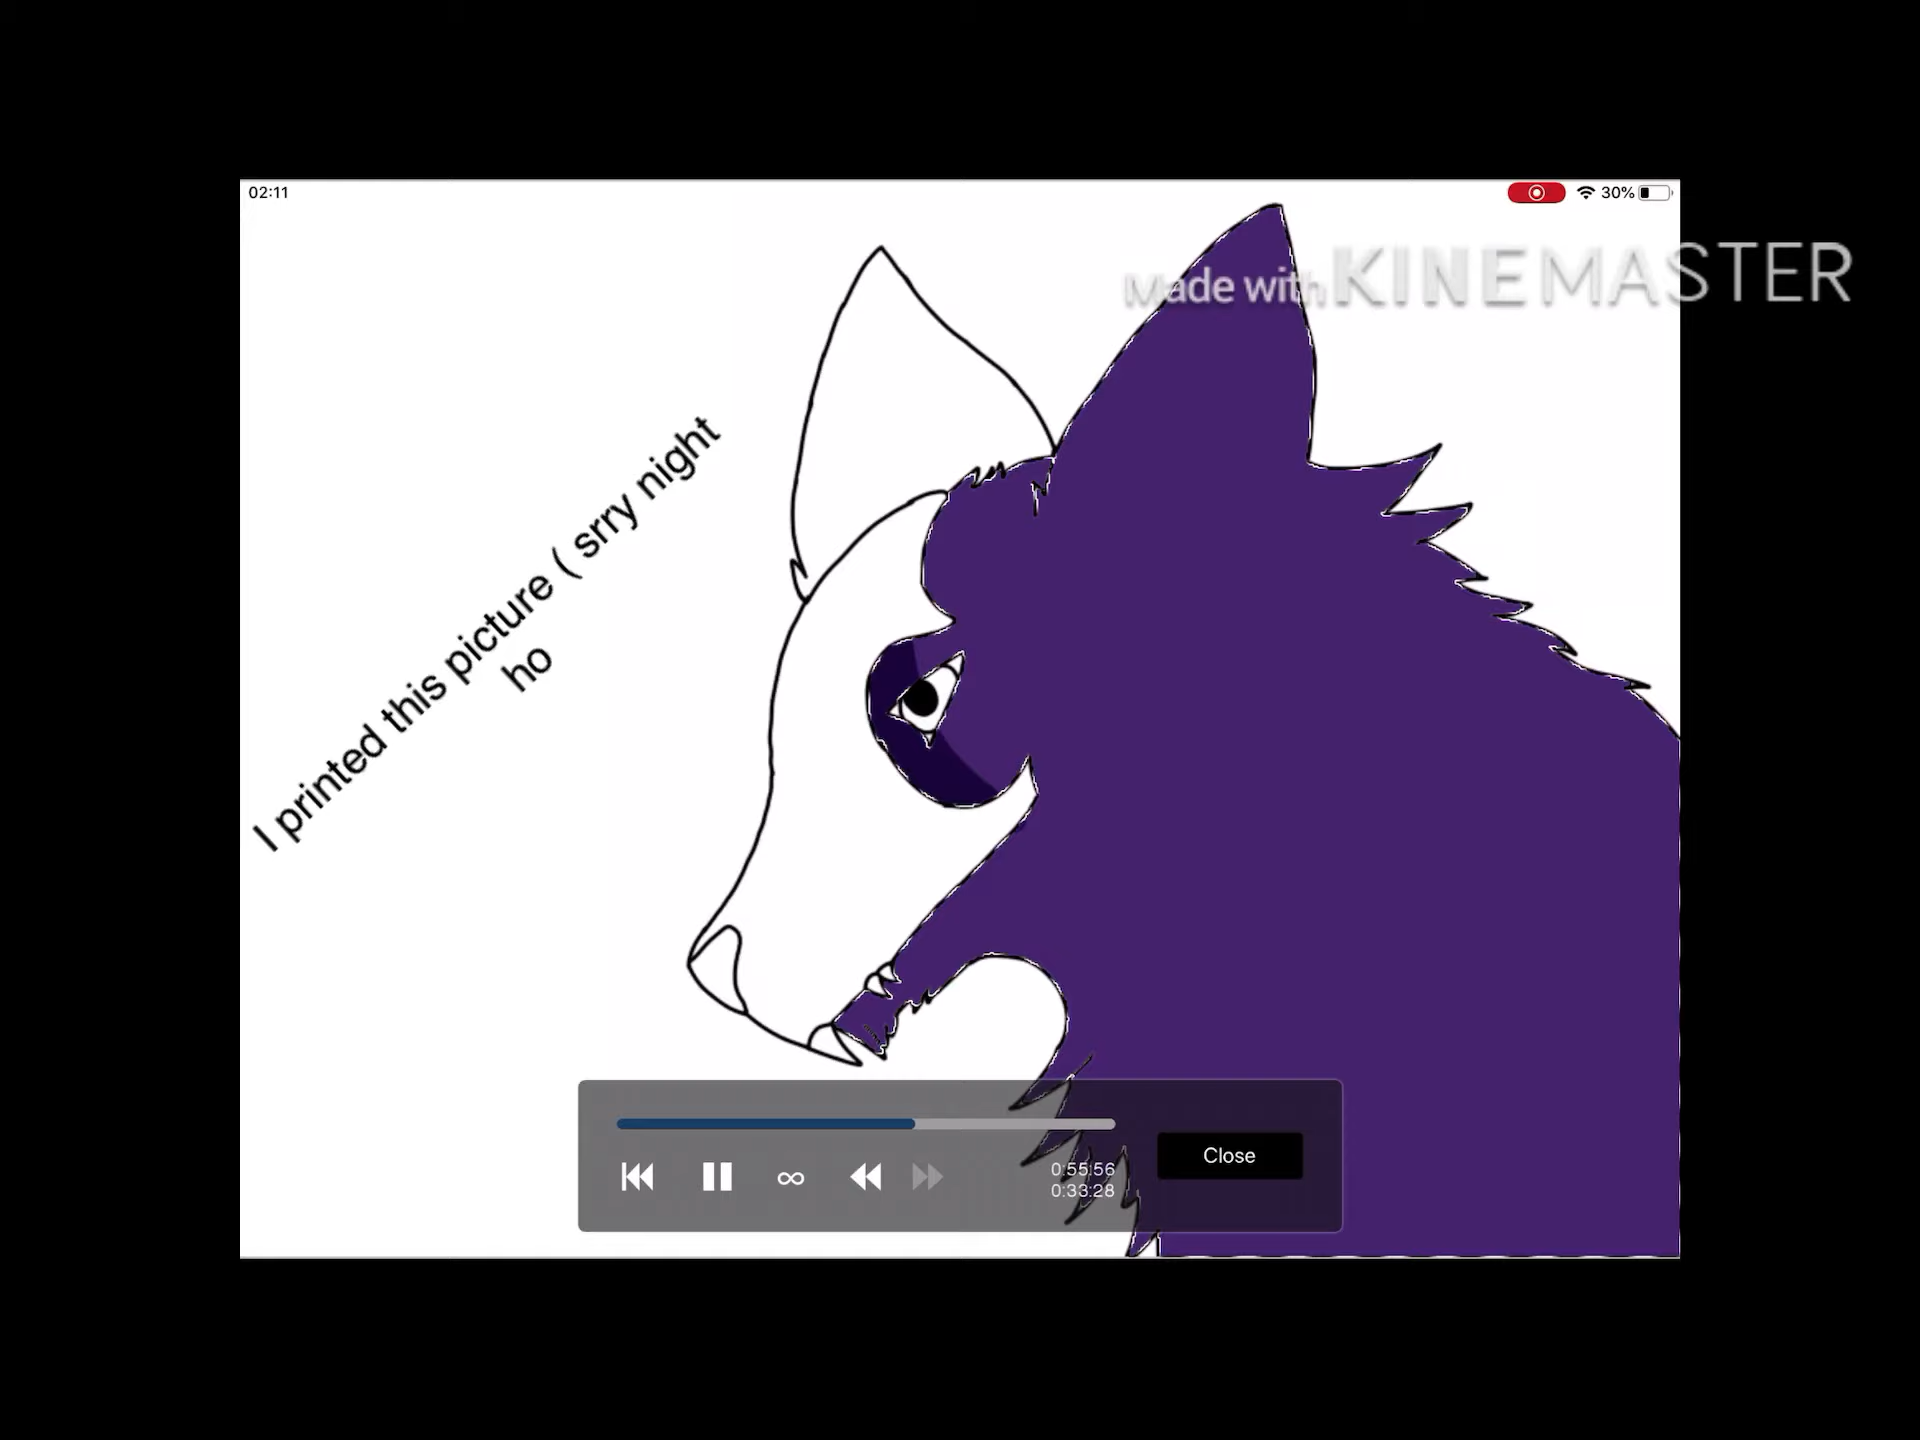 02:11
30%
Made with KINEMASTER
I printed this picture ( srry night
ho
0:55:56
0:33:28
Close